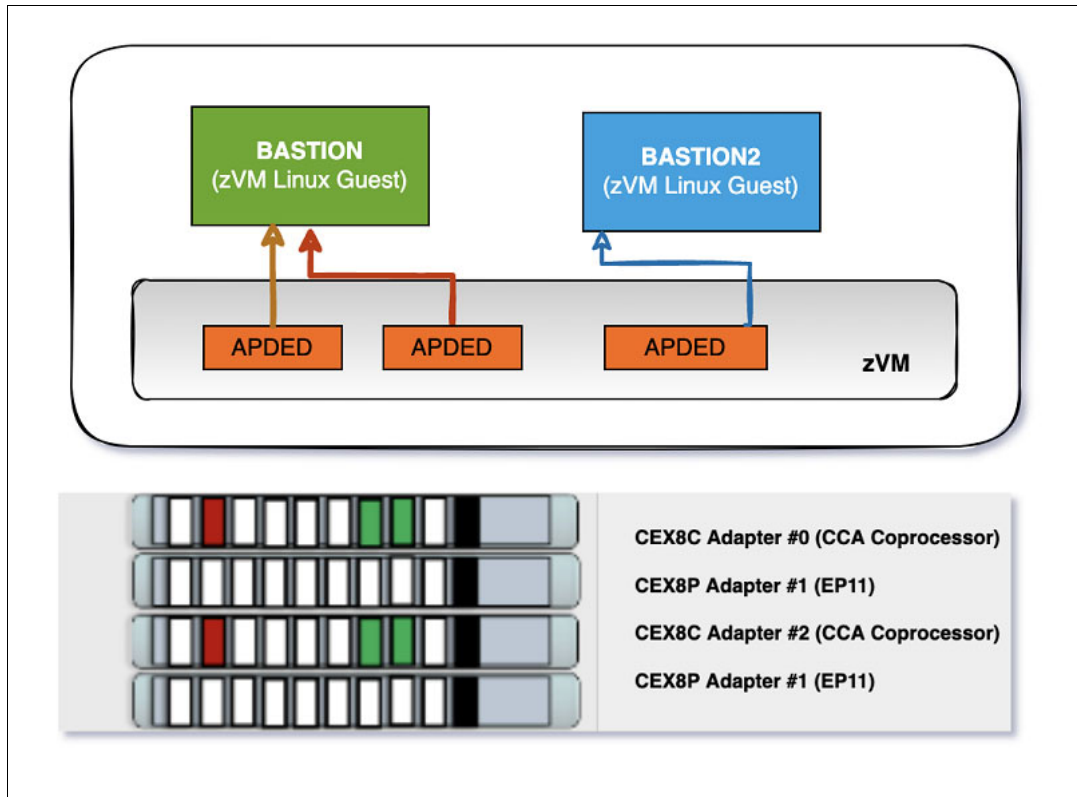 BASTION
(zVM Linux Guest)
BASTION2
(zVM Linux Guest)
APDED
APDED
APDED
zVM
CEX8C Adapter #0 (CCA Coprocessor)
CEX8P Adapter #1 (EP11)
CEX8C Adapter #2 (CCA Coprocessor)
CEX8P Adapter #1 (EP11)